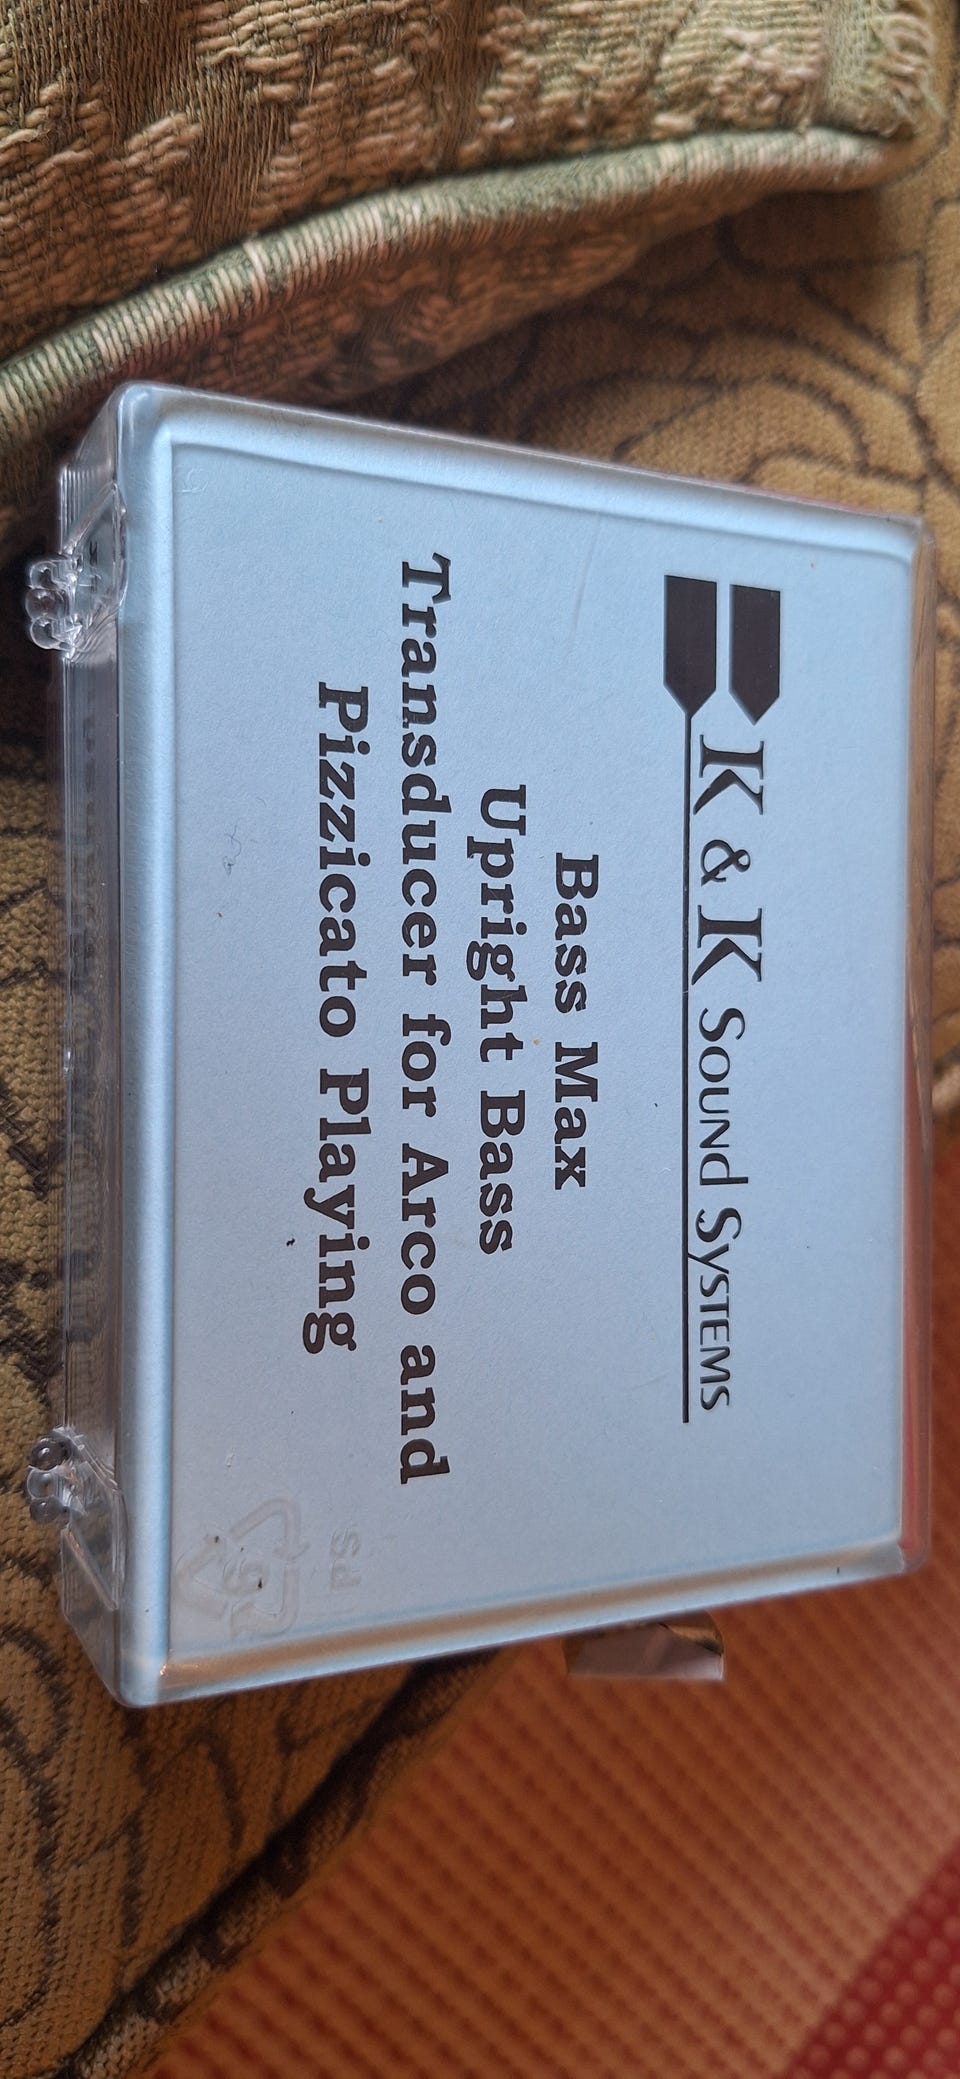 K & K Sound Systems
Bass Max
Upright Bass
Transducer for Arco and
Pizzicato Playing
PS